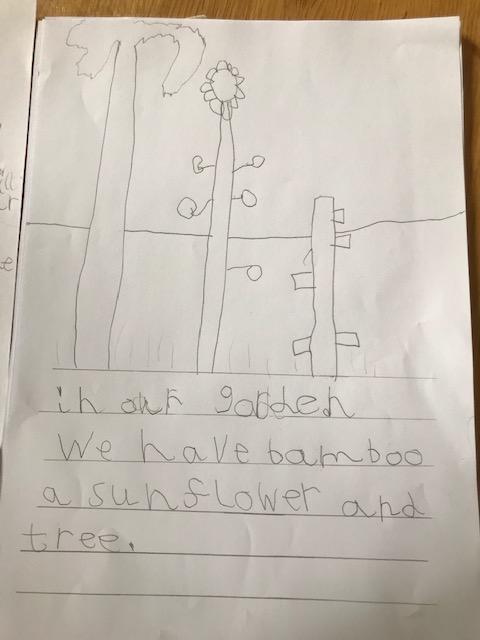 in our garden
We have bamboo
a sunflower and
tree.